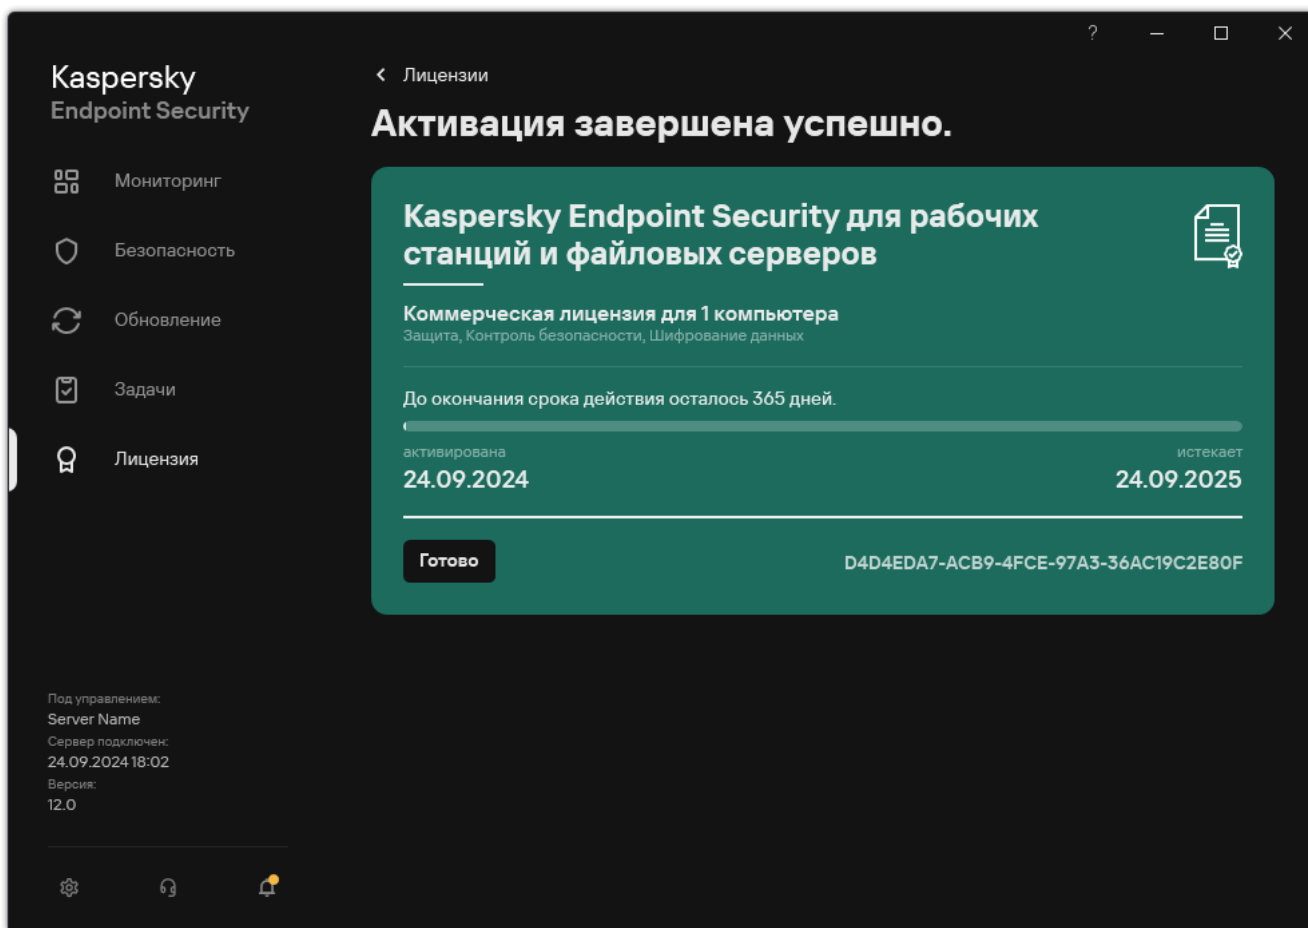 ?
Kaspersky
Endpoint Security
Мониторинг
Безопасность
Обновление
Задачи
Лицензия
Под управлением:
Server Name
Сервер подключен:
24.09.2024 18:02
Версия:
12.0
Лицензии
Активация завершена успешно.
Kaspersky Endpoint Security для рабочих
станций и файловых серверов
Коммерческая лицензия для 1 компьютера
Защита, Контроль безопасности, Шифрование данных
До окончания срока действия осталось 365 дней.
активирована
истекает
24.09.2024
24.09.2025
Готово
D4D4EDA7-ACB9-4FCE-97A3-36AC19C2E80F